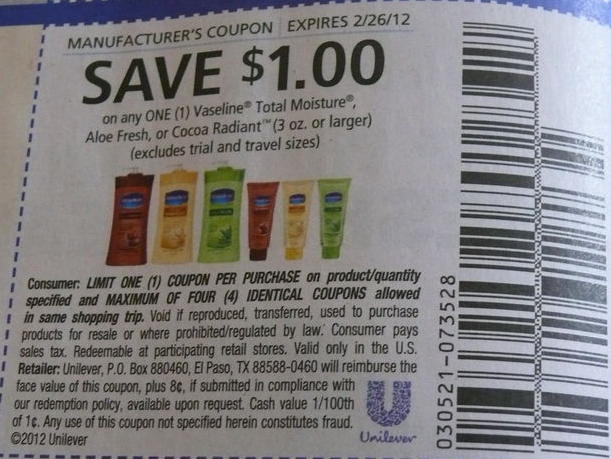 MANUFACTURER'S COUPON | EXPIRES 2/26/12
SAVE $1.00
on any ONE (1) Vaseline® Total Moisture®,
Aloe Fresh, or Cocoa Radiant™ (3 oz. or larger)
(excludes trial and travel sizes)
Consumer: LIMIT ONE (1) COUPON PER PURCHASE on product/quantity
specified and MAXIMUM OF FOUR (4) IDENTICAL COUPONS allowed
in same shopping trip. Void if reproduced, transferred, used to purchase
products for resale or where prohibited/regulated by law. Consumer pays
sales tax. Redeemable at participating retail stores. Valid only in the U.S.
Retailer: Unilever, P.O. Box 880460, El Paso, TX 88588-0460 will reimburse the
face value of this coupon, plus 8¢, if submitted in compliance with
our redemption policy, available upon request. Cash value 1/100th
of 1¢. Any use of this coupon not specified herein constitutes fraud.
©2012 Unilever
Unilever
030521-073528